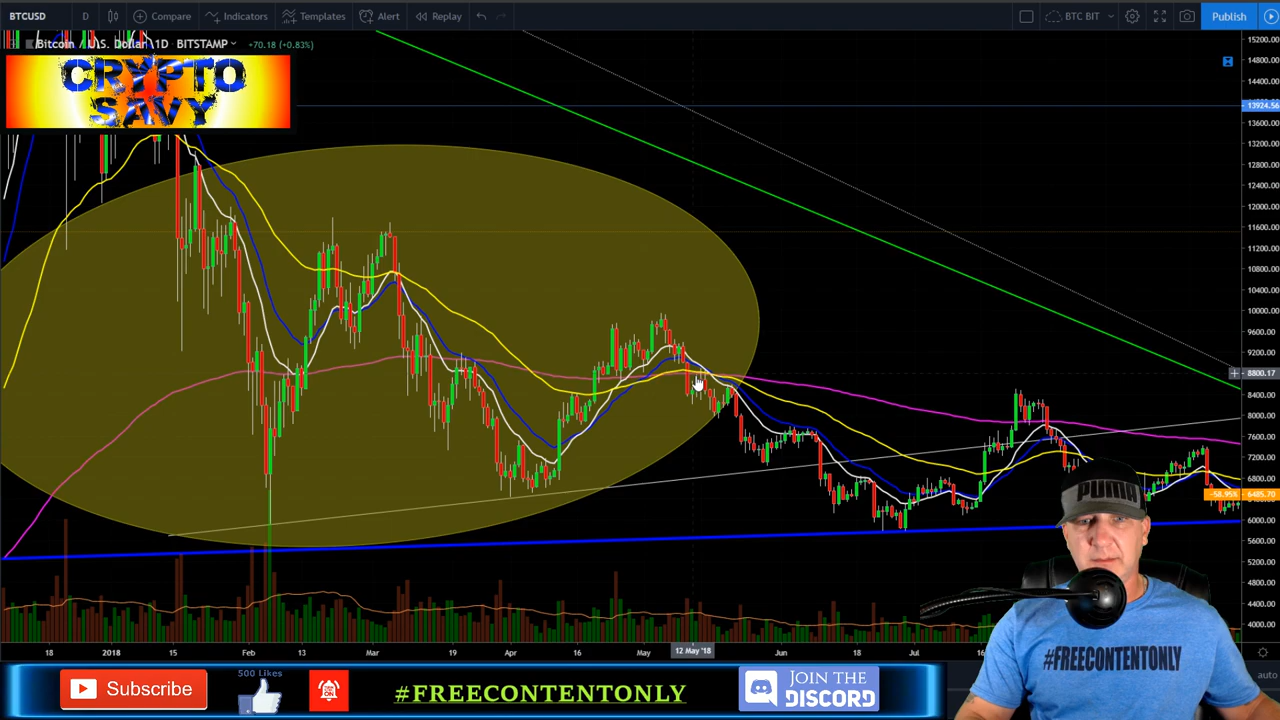 BTCUSD D Compare Indicators Templates Alert Replay BTC BIT Publish
Bitcoin / U.S. Dollar 1D BITSTAMP +70.18 (+0.83%)
CRYPTO
SAVY
15200.00
14800.00
14400.00
13924.56
13600.00
13200.00
12800.00
12400.00
12000.00
11600.00
11200.00
10800.00
10400.00
10000.00
9600.00
9200.00
8800.17
8400.00
8000.00
7600.00
7200.00
6800.00
-58.95% 6485.70
6000.00
5600.00
5200.00
4800.00
4400.00
4000.00
PUMA
#FREECONTENTONLY
18 2018 15 Feb 13 Mar 19 Apr 16 May 12 May '18 Jun 18 Jul
Subscribe
500 Likes
#FREECONTENTONLY
JOIN THE
DISCORD
auto